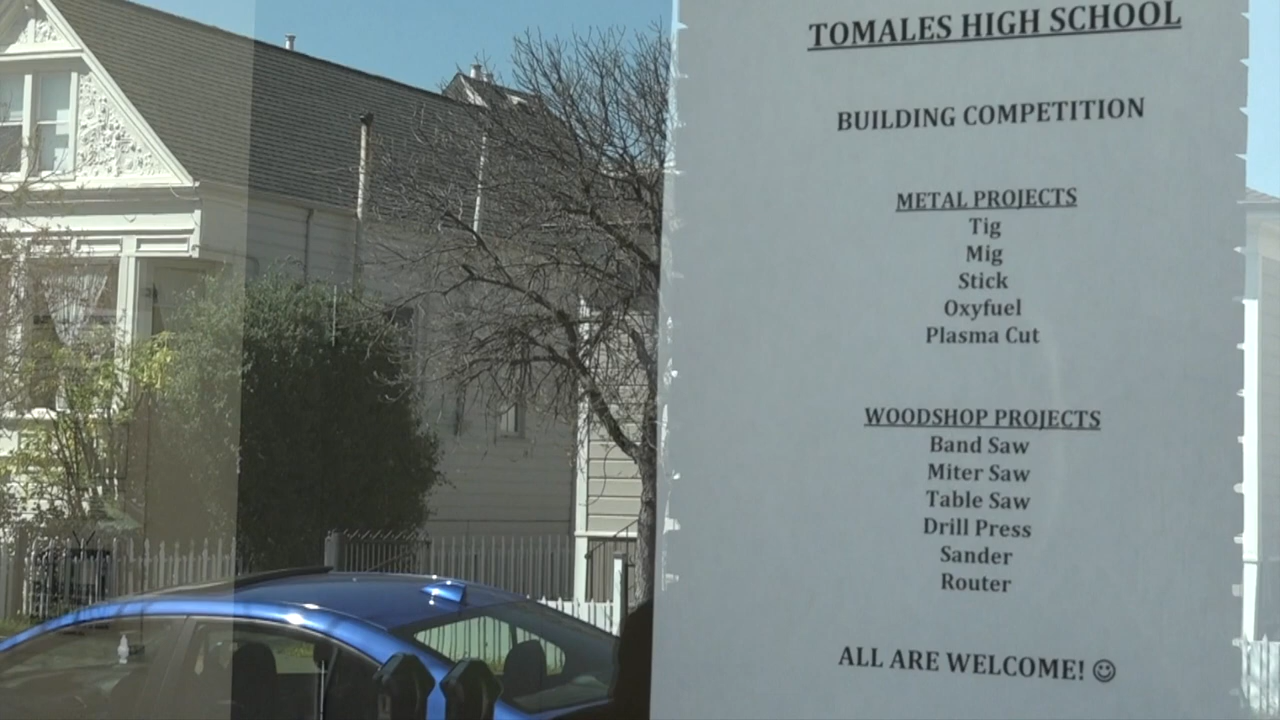 TOMALES HIGH SCHOOL
BUILDING COMPETITION
METAL PROJECTS
Tig
Mig
Stick
Oxyfuel
Plasma Cut
WOODSHOP PROJECTS
Band Saw
Miter Saw
Table Saw
Drill Press
Sander
Router
ALL ARE WELCOME! ☺